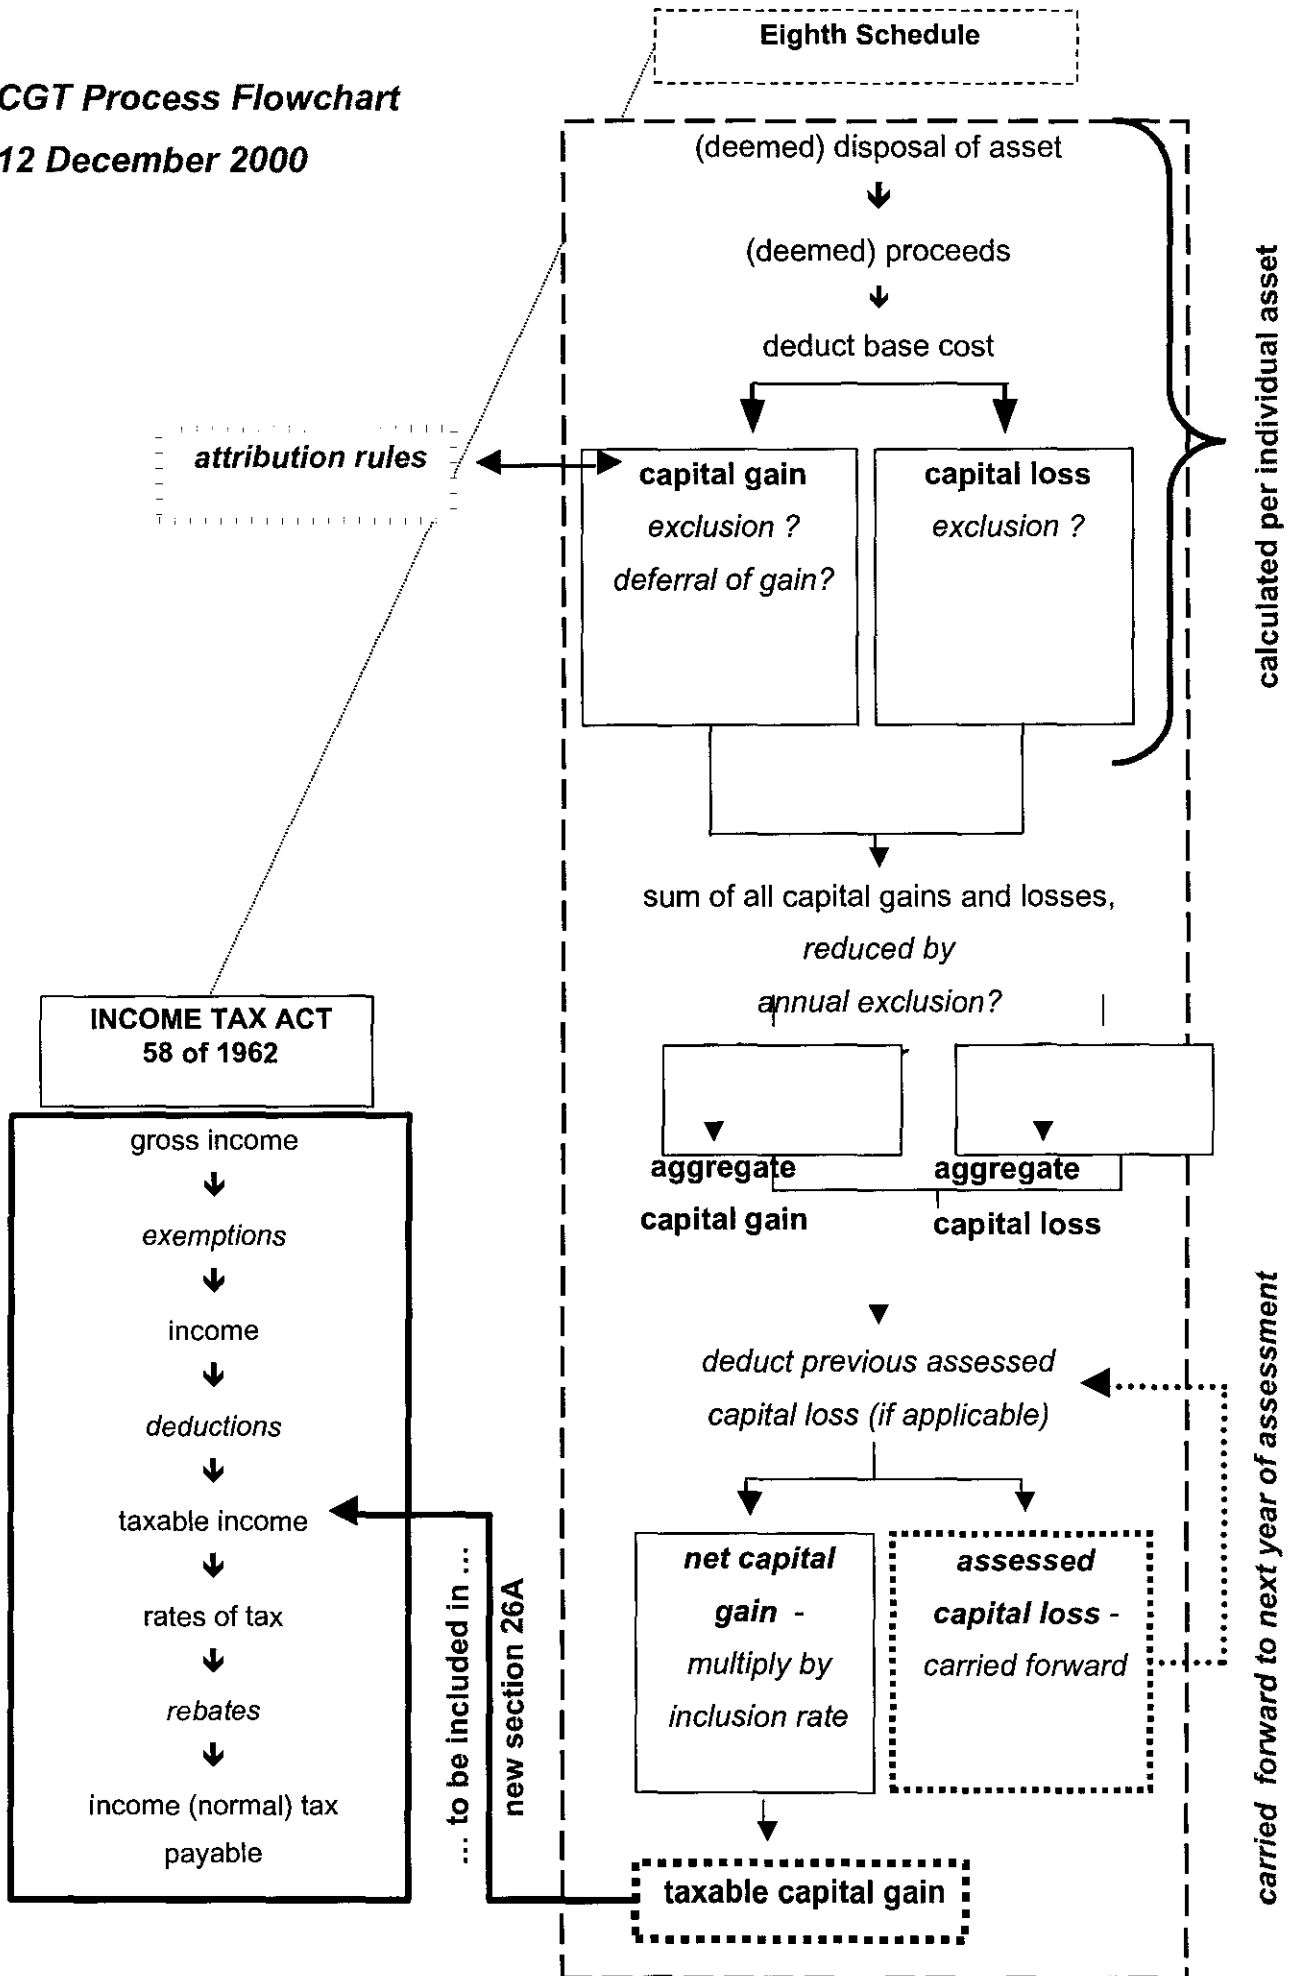 CGT Process Flowchart
12 December 2000
Eighth Schedule
(deemed) disposal of asset
(deemed) proceeds
deduct base cost
attribution rules
capital gain
exclusion ?
deferral of gain?
capital loss
exclusion ?
calculated per individual asset
sum of all capital gains and losses,
reduced by
annual exclusion?
aggregate
capital gain
aggregate
capital loss
deduct previous assessed
capital loss (if applicable)
net capital
gain -
multiply by
inclusion rate
assessed
capital loss -
carried forward
carried forward to next year of assessment
taxable capital gain
... to be included in ...
new section 26A
INCOME TAX ACT
58 of 1962
gross income
exemptions
income
deductions
taxable income
rates of tax
rebates
income (normal) tax
payable